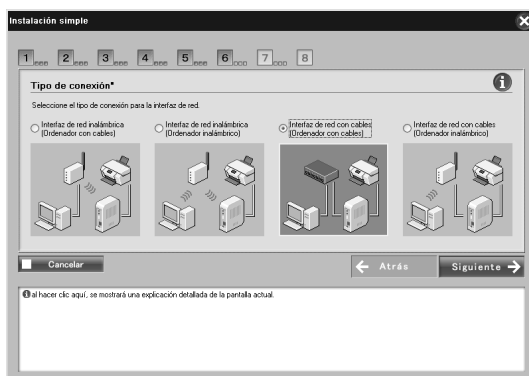 Instalación simple
1 2 3 4 5 6 7 8
Tipo de conexión*
Seleccione el tipo de conexión para la interfaz de red.
Interfaz de red inalámbrica
(Ordenador con cables)
Interfaz de red inalámbrica
(Ordenador inalámbrico)
Interfaz de red con cables
(Ordenador con cables)
Interfaz de red con cables
(Ordenador inalámbrico)
Cancelar
Atrás
Siguiente
al hacer clic aquí, se mostrará una explicación detallada de la pantalla actual.